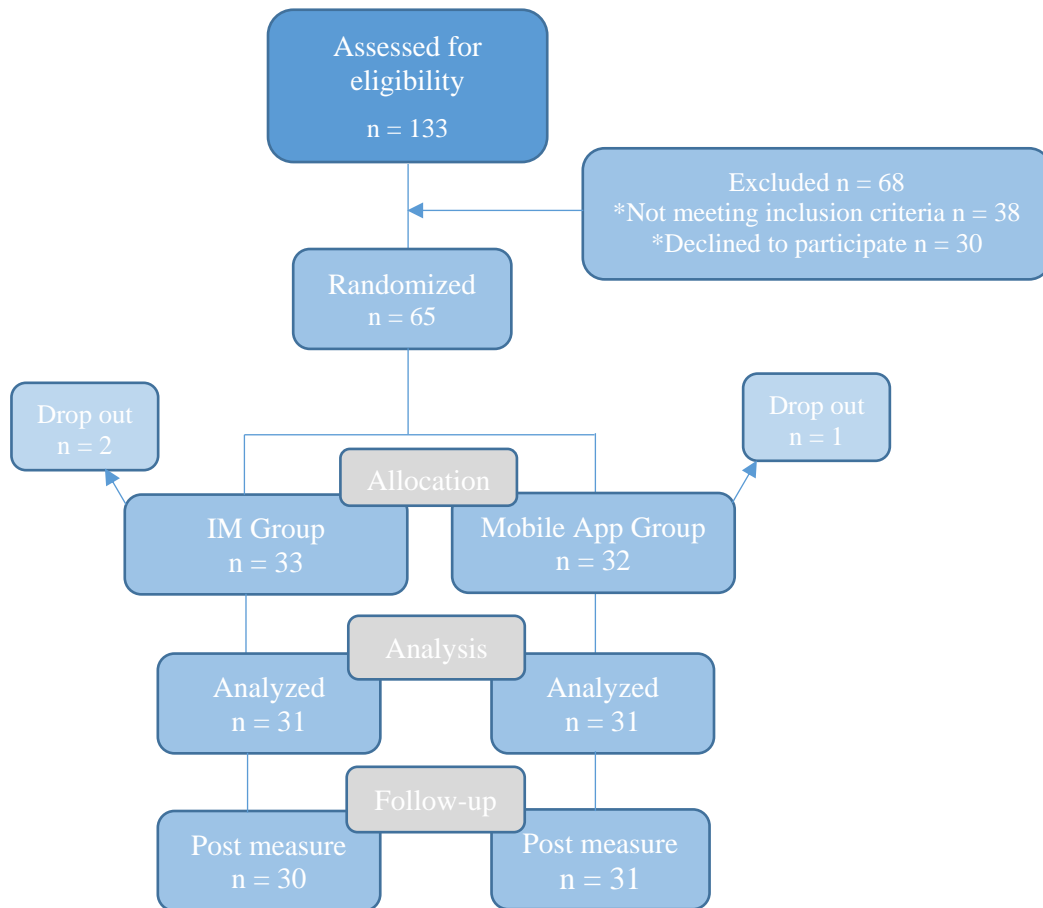 Assessed for
eligibility
n = 133
Excluded n = 68
*Not meeting inclusion criteria n = 38
*Declined to participate n = 30
Randomized
n = 65
Drop out
n = 2
Drop out
n = 1
Allocation
IM Group
n = 33
Mobile App Group
n = 32
Analysis
Analyzed
n = 31
Analyzed
n = 31
Follow-up
Post measure
n = 30
Post measure
n = 31